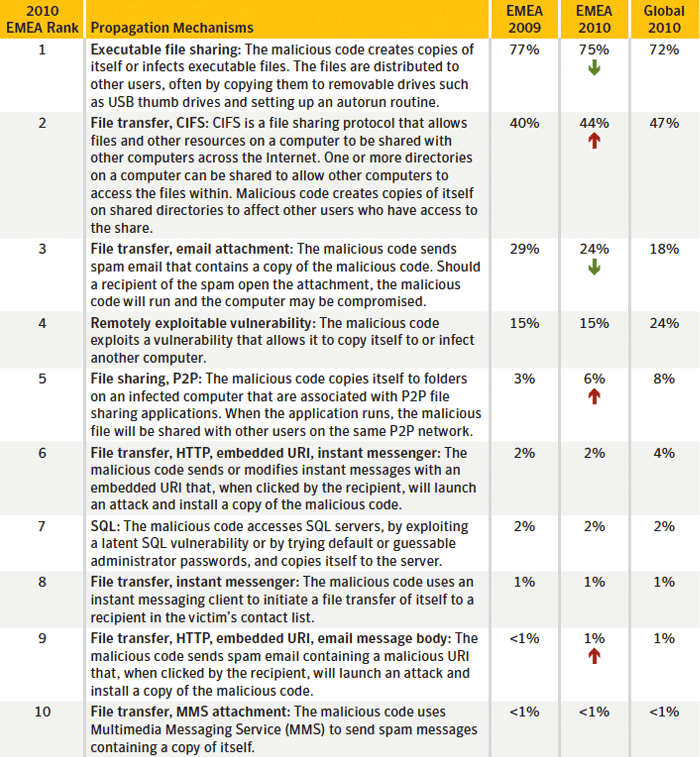 2010
EMEA Rank
Propagation Mechanisms
EMEA
2009
EMEA
2010
Global
2010
1
Executable file sharing: The malicious code creates copies of
itself or infects executable files. The files are distributed to
other users, often by copying them to removable drives such
as USB thumb drives and setting up an autorun routine.
77%
75%
72%
2
File transfer, CIFS: CIFS is a file sharing protocol that allows
files and other resources on a computer to be shared with
other computers across the Internet. One or more directories
on a computer can be shared to allow other computers to
access the files within. Malicious code creates copies of itself
on shared directories to affect other users who have access to
the share.
40%
44%
47%
3
File transfer, email attachment: The malicious code sends
spam email that contains a copy of the malicious code. Should
a recipient of the spam open the attachment, the malicious
code will run and the computer may be compromised.
29%
24%
18%
4
Remotely exploitable vulnerability: The malicious code
exploits a vulnerability that allows it to copy itself to or infect
another computer.
15%
15%
24%
5
File sharing, P2P: The malicious code copies itself to folders
on an infected computer that are associated with P2P file
sharing applications. When the application runs, the malicious
file will be shared with other users on the same P2P network.
3%
6%
8%
6
File transfer, HTTP, embedded URI, instant messenger: The
malicious code sends or modifies instant messages with an
embedded URI that, when clicked by the recipient, will launch
an attack and install a copy of the malicious code.
2%
2%
4%
7
SQL: The malicious code accesses SQL servers, by exploiting
a latent SQL vulnerability or by trying default or guessable
administrator passwords, and copies itself to the server.
2%
2%
2%
8
File transfer, instant messenger: The malicious code uses an
instant messaging client to initiate a file transfer of itself to a
recipient in the victim's contact list.
1%
1%
1%
9
File transfer, HTTP, embedded URI, email message body: The
malicious code sends spam email containing a malicious URI
that, when clicked by the recipient, will launch an attack and
install a copy of the malicious code.
<1%
1%
1%
10
File transfer, MMS attachment: The malicious code uses
Multimedia Messaging Service (MMS) to send spam messages
containing a copy of itself.
<1%
<1%
<1%